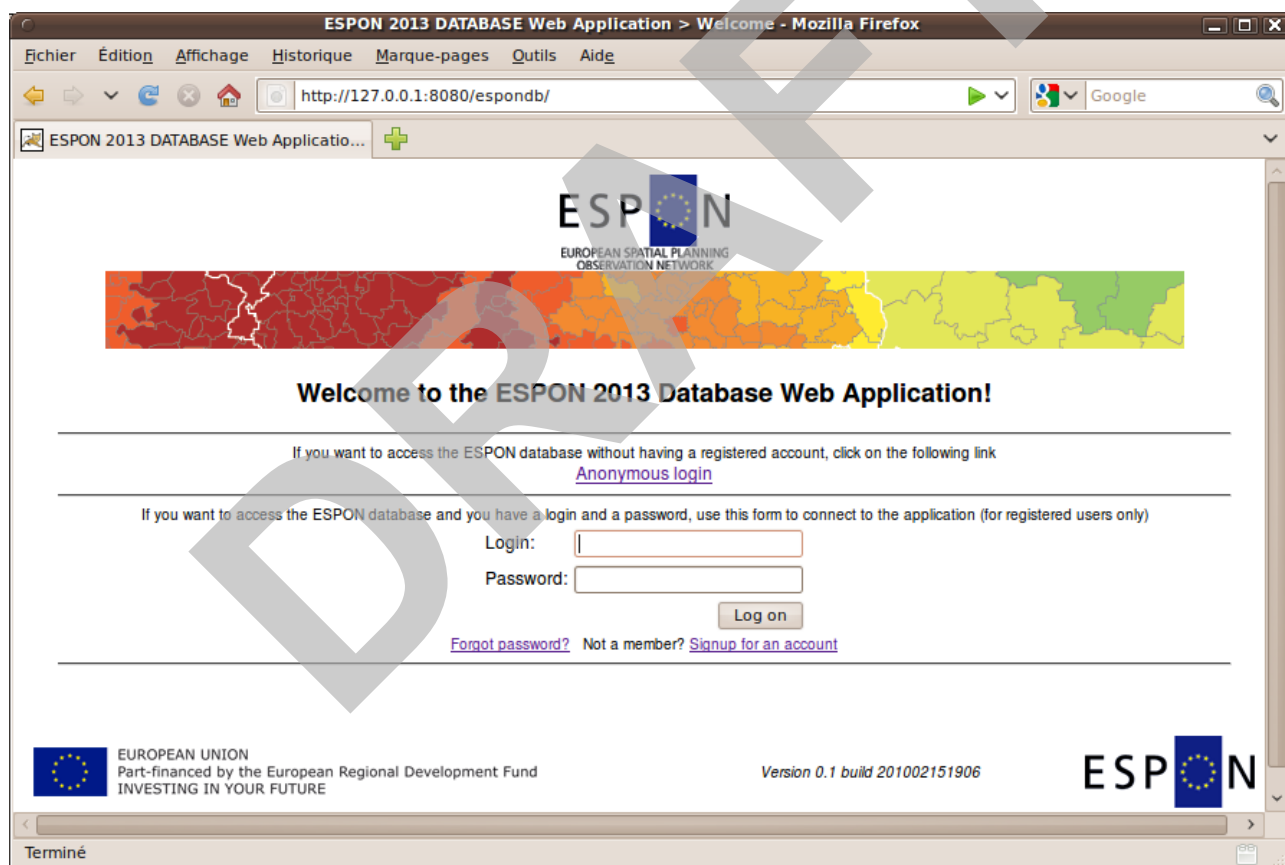 ESPON 2013 DATABASE Web Application > Welcome - Mozilla Firefox
Fichier Édition Affichage Historique Marque-pages Outils Aide
http://127.0.0.1:8080/espondb/
Google
ESPON 2013 DATABASE Web Applicatio...
ESPON
EUROPEAN SPATIAL PLANNING
OBSERVATION NETWORK
Welcome to the ESPON 2013 Database Web Application!
If you want to access the ESPON database without having a registered account, click on the following link
Anonymous login
If you want to access the ESPON database and you have a login and a password, use this form to connect to the application (for registered users only)
Login:
Password:
Log on
Forgot password? Not a member? Signup for an account
EUROPEAN UNION
Part-financed by the European Regional Development Fund
INVESTING IN YOUR FUTURE
Version 0.1 build 201002151906
ESPON
Terminé
DRAF